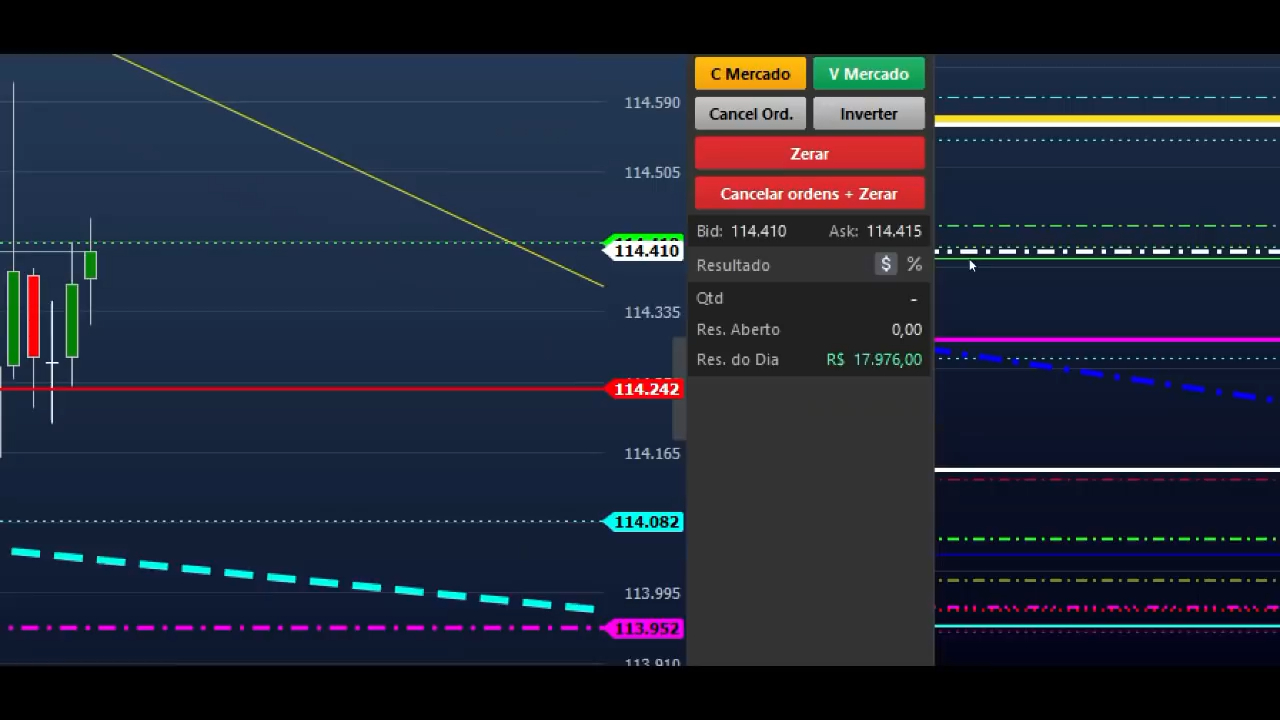 114.590
114.505
114.410
114.335
114.242
114.165
114.082
113.995
113.952
113.910
C Mercado
V Mercado
Cancel Ord.
Inverter
Zerar
Cancelar ordens + Zerar
Bid: 114.410
Ask: 114.415
Resultado
$ %
Qtd
-
Res. Aberto
0,00
Res. do Dia
R$ 17.976,00